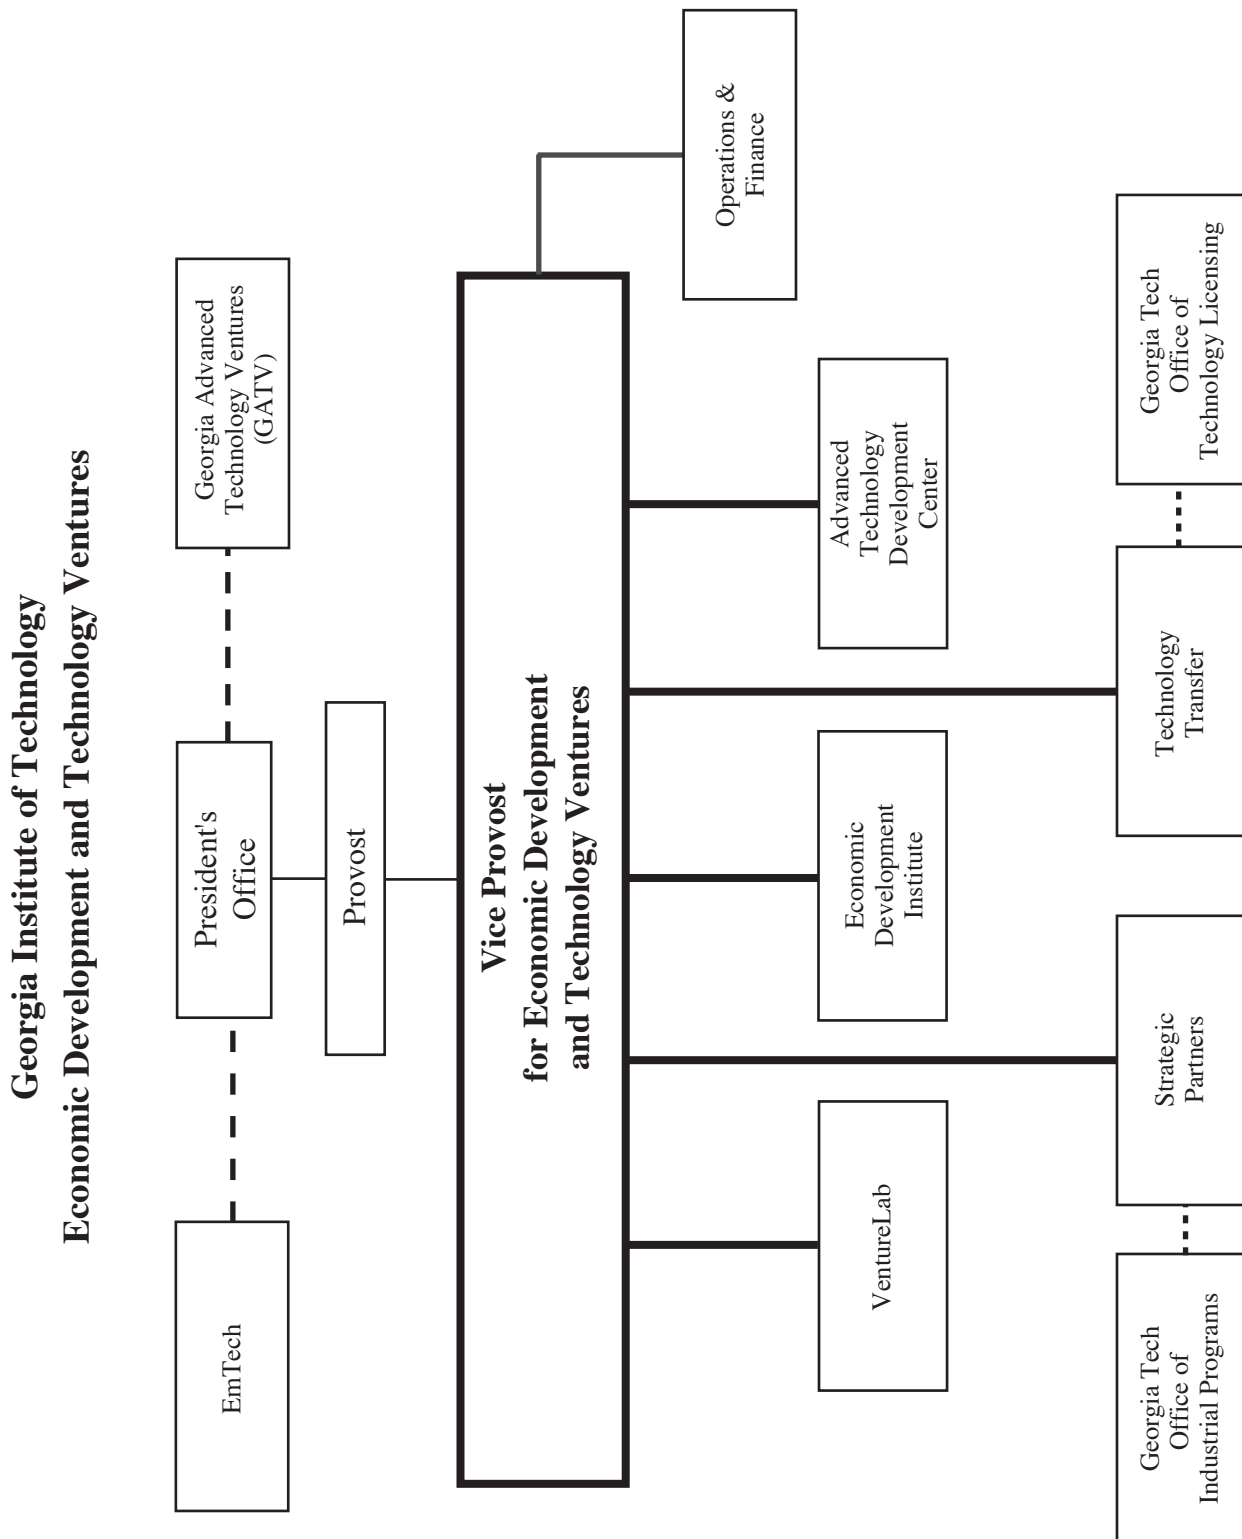 Georgia Institute of Technology
Economic Development and Technology Ventures
EmTech
President's
Office
Georgia Advanced
Technology Ventures
(GATV)
Provost
Vice Provost
for Economic Development
and Technology Ventures
Operations &
Finance
VentureLab
Economic
Development
Institute
Advanced
Technology
Development
Center
Georgia Tech
Office of
Industrial Programs
Strategic
Partners
Technology
Transfer
Georgia Tech
Office of
Technology Licensing